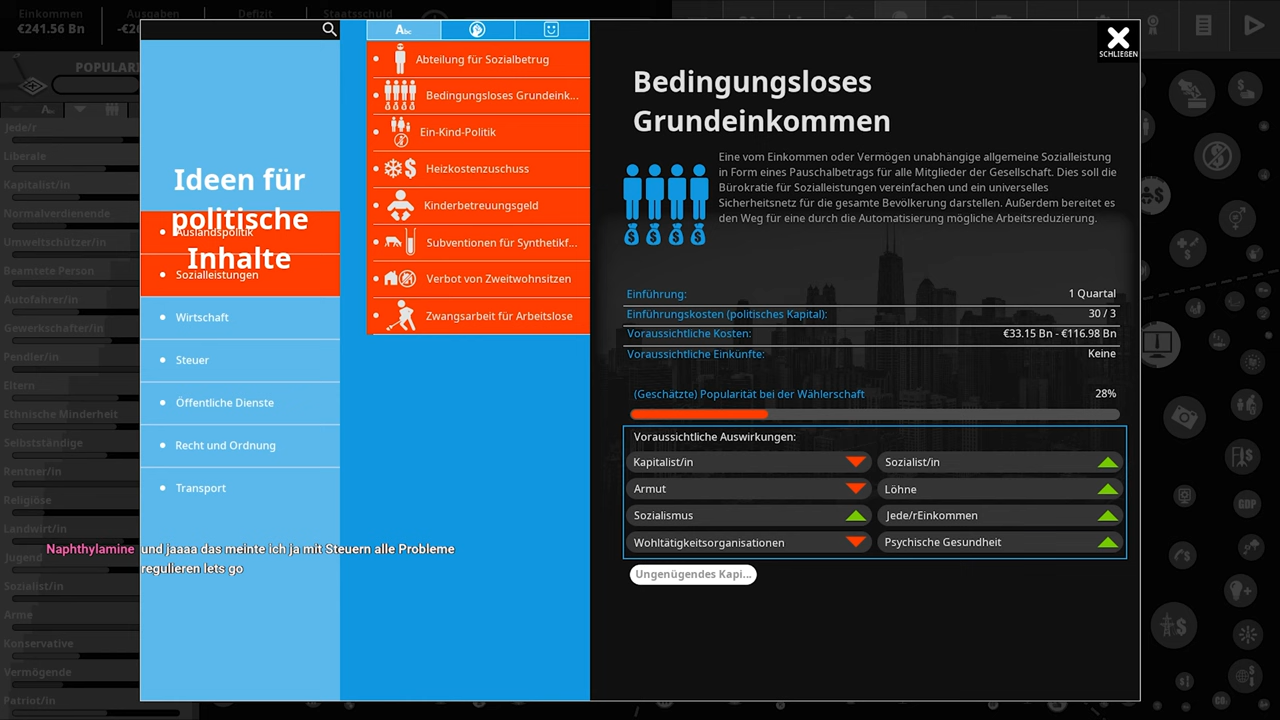 Einkommen
€241.56 Bn
Ausgaben
-€26
Defizit
Staatsschuld
SCHLIEßEN
POPULARI
Jede/r
Liberale
Kapitalist/in
Normalverdienende
Umweltschützer/in
Beamtete Person
Autofahrer/in
Gewerkschafter/in
Pendler/in
Eltern
Ethnische Minderheit
Selbstständige
Rentner/in
Religiöse
Landwirt/in
Jugend
Sozialist/in
Arme
Konservative
Vermögende
Patriot/in
Ideen für
politische
Inhalte
Auslandspolitik
Sozialleistungen
Wirtschaft
Steuer
Öffentliche Dienste
Recht und Ordnung
Transport
Naphthylamine und jaaaa das meinte ich ja mit Steuern alle Probleme
regulieren lets go
Abc
Abteilung für Sozialbetrug
Bedingungsloses Grundeink...
Ein-Kind-Politik
Heizkostenzuschuss
Kinderbetreuungsgeld
Subventionen für Synthetikf...
Verbot von Zweitwohnsitzen
Zwangsarbeit für Arbeitslose
Bedingungsloses
Grundeinkommen
Eine vom Einkommen oder Vermögen unabhängige allgemeine Sozialleistung
in Form eines Pauschalbetrags für alle Mitglieder der Gesellschaft. Dies soll die
Bürokratie für Sozialleistungen vereinfachen und ein universelles
Sicherheitsnetz für die gesamte Bevölkerung darstellen. Außerdem bereitet es
den Weg für eine durch die Automatisierung mögliche Arbeitsreduzierung.
Einführung: 1 Quartal
Einführungskosten (politisches Kapital): 30 / 3
Voraussichtliche Kosten: €33.15 Bn - €116.98 Bn
Voraussichtliche Einkünfte: Keine
(Geschätzte) Popularität bei der Wählerschaft 28%
Voraussichtliche Auswirkungen:
Kapitalist/in Sozialist/in
Armut Löhne
Sozialismus Jede/rEinkommen
Wohltätigkeitsorganisationen Psychische Gesundheit
Ungenügendes Kapi...
GDP